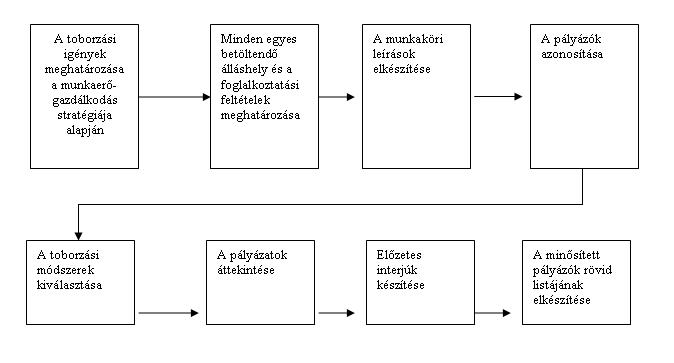 A toborzási
igények
meghatározása
a munkaerő-
gazdálkodás
stratégiája
alapján
Minden egyes
betöltendő
álláshely és a
foglalkoztatási
feltételek
meghatározása
A munkaköri
leírások
elkészítése
A pályázók
azonosítása
A toborzási
módszerek
kiválasztása
A pályázatok
áttekintése
Előzetes
interjúk
készítése
A minősített
pályázók rövid
listájának
elkészítése